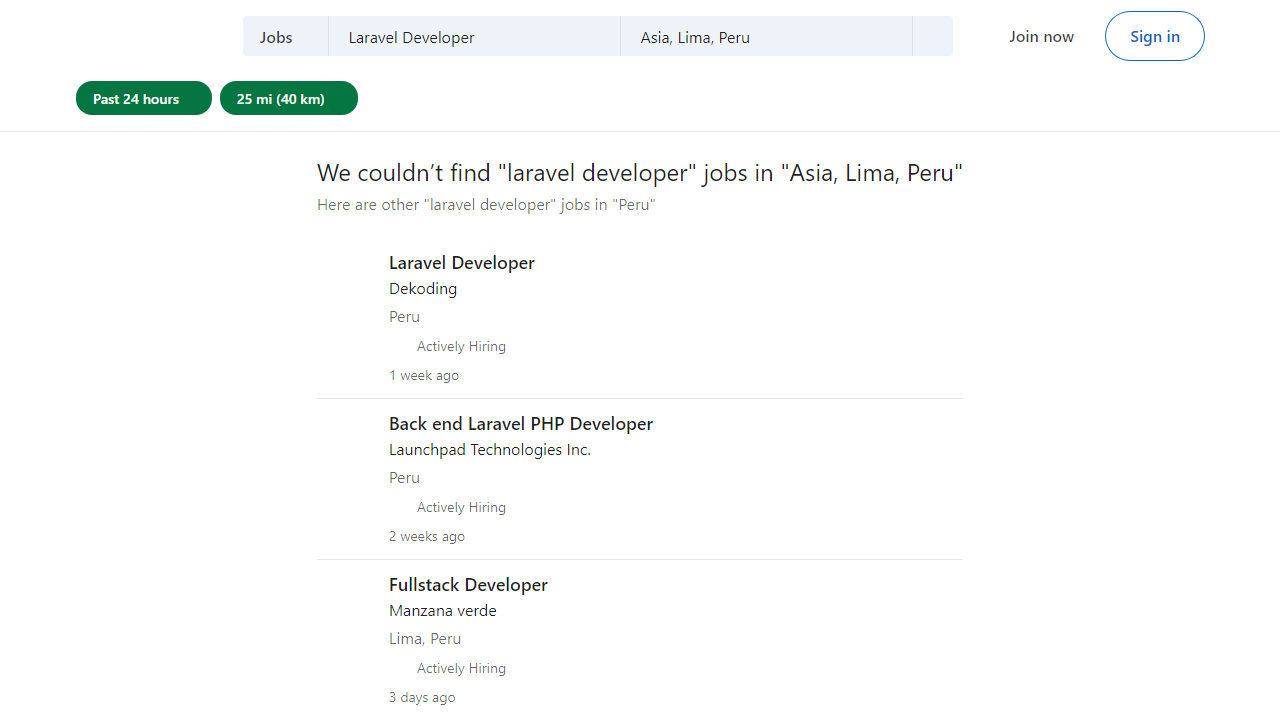 Jobs
Laravel Developer
Asia, Lima, Peru
Join now
Sign in
Past 24 hours
25 mi (40 km)
We couldn’t find "laravel developer" jobs in "Asia, Lima, Peru"
Here are other "laravel developer" jobs in "Peru"
Laravel Developer
Dekoding
Peru
Actively Hiring
1 week ago
Back end Laravel PHP Developer
Launchpad Technologies Inc.
Peru
Actively Hiring
2 weeks ago
Fullstack Developer
Manzana verde
Lima, Peru
Actively Hiring
3 days ago